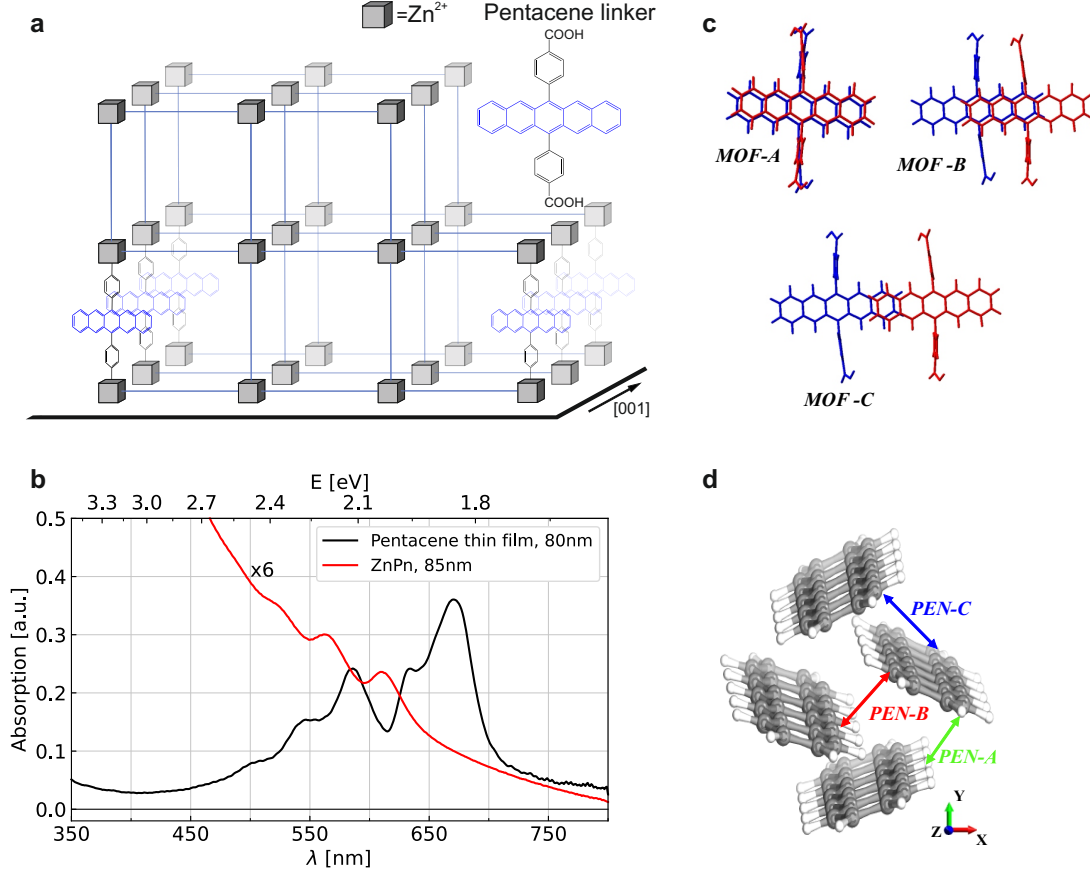 a
=Zn2+
Pentacene linker
COOH
COOH
[001]
c
MOF-A
MOF -B
MOF -C
b
E [eV]
3.3 3.0 2.7 2.4 2.1 1.8
Pentacene thin film, 80nm
ZnPn, 85nm
x6
Absorption [a.u.]
0.5
0.4
0.3
0.2
0.1
0.0
350 450 550 650 750
λ [nm]
d
PEN-C
PEN-B
PEN-A
Y
Z X